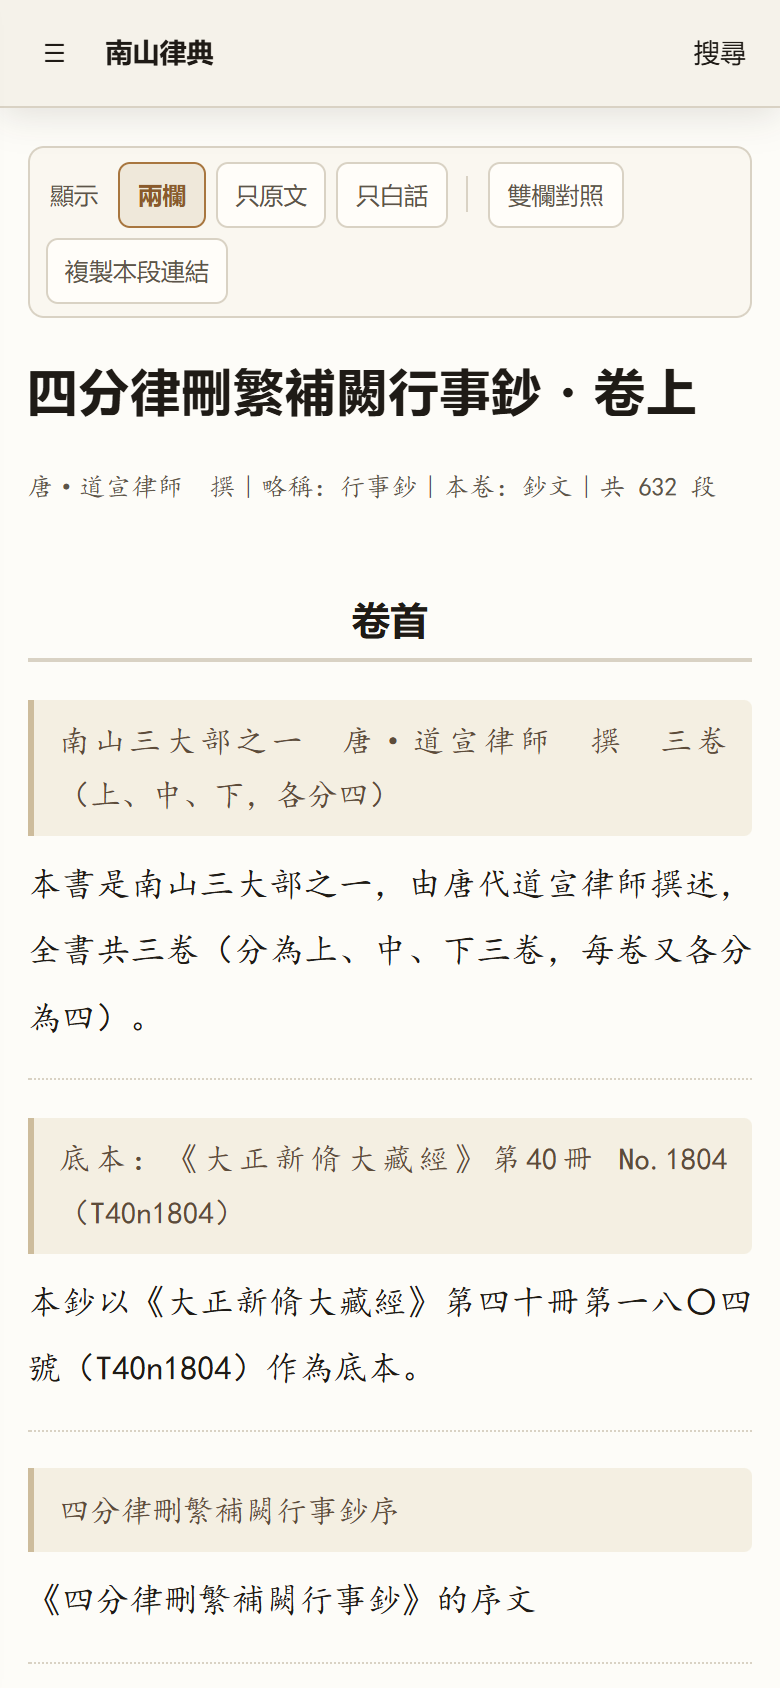 ☰ 南山律典 搜尋
顯示 兩欄 只原文 只白話 雙欄對照
複製本段連結
四分律刪繁補闕行事鈔・卷上
唐・道宣律師　撰｜略稱：行事鈔｜本卷：鈔文｜共 632 段
卷首
南山三大部之一　唐・道宣律師　撰　三卷
（上、中、下，各分四）
本書是南山三大部之一，由唐代道宣律師撰述，
全書共三卷（分為上、中、下三卷，每卷又各分
為四）。
底本：《大正新脩大藏經》第40冊 No. 1804
（T40n1804）
本鈔以《大正新脩大藏經》第四十冊第一八〇四
號（T40n1804）作為底本。
四分律刪繁補闕行事鈔序
《四分律刪繁補闕行事鈔》的序文